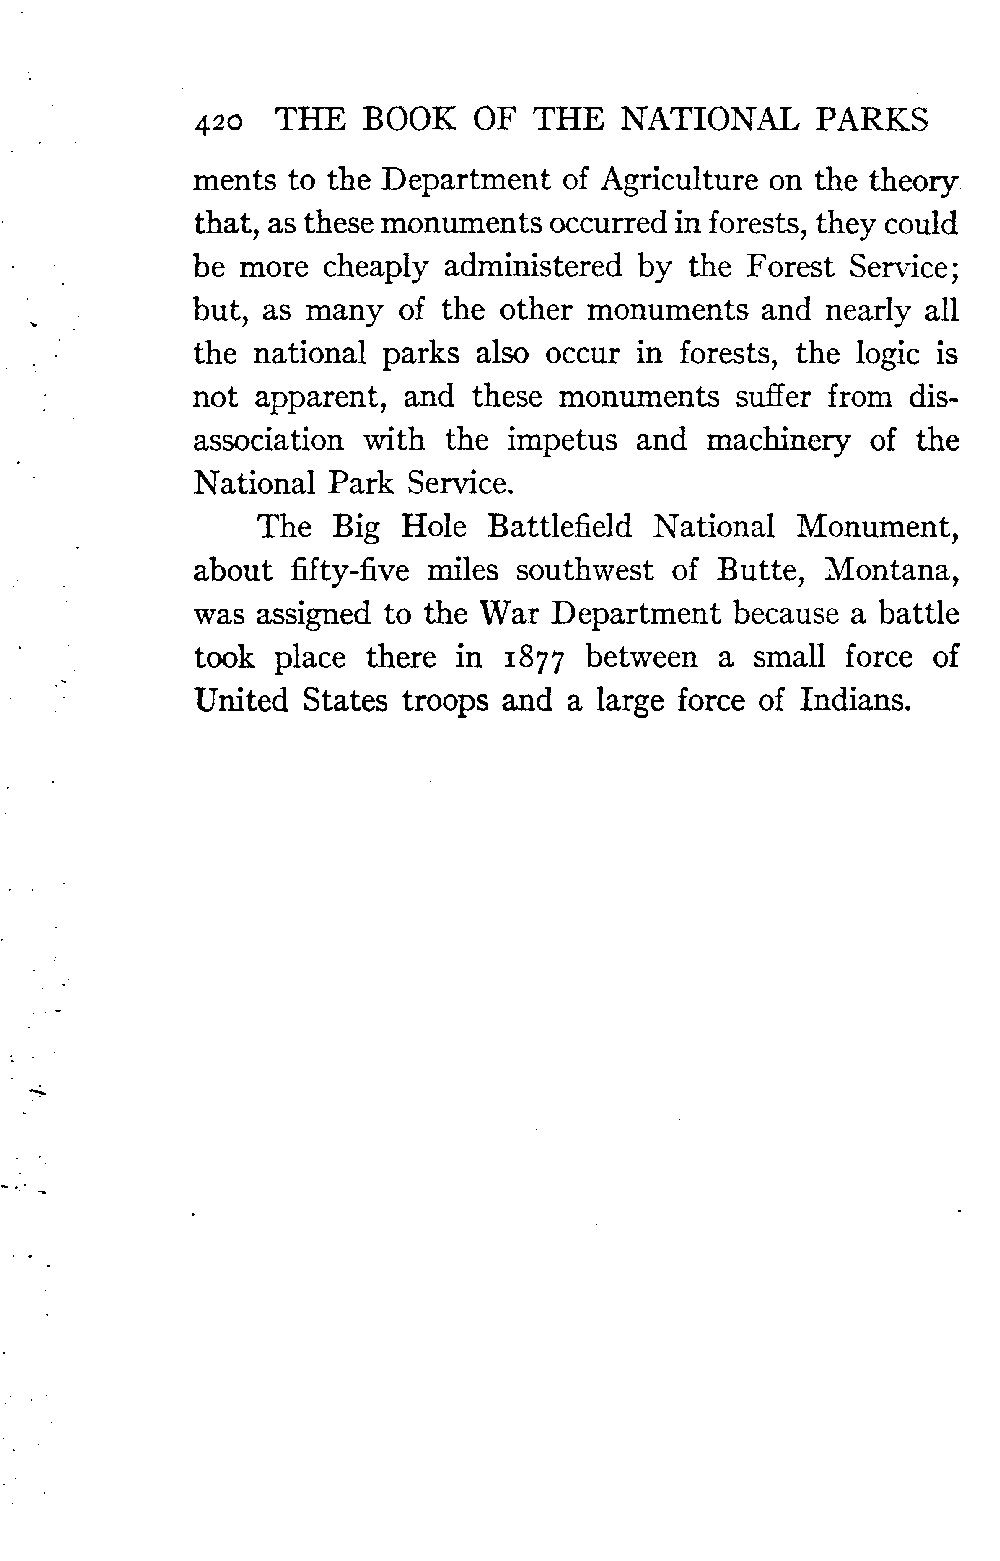 420 THE BOOK OF THE NATIONAL PARKS
ments to the Department of Agriculture on the theory
that, as these monuments occurred in forests, they could
be more cheaply administered by the Forest Service;
but, as many of the other monuments and nearly all
the national parks also occur in forests, the logic is
not apparent, and these monuments suffer from dis-
association with the impetus and machinery of the
National Park Service.
The Big Hole Battlefield National Monument,
about fifty-five miles southwest of Butte, Montana,
was assigned to the War Department because a battle
took place there in 1877 between a small force of
United States troops and a large force of Indians.